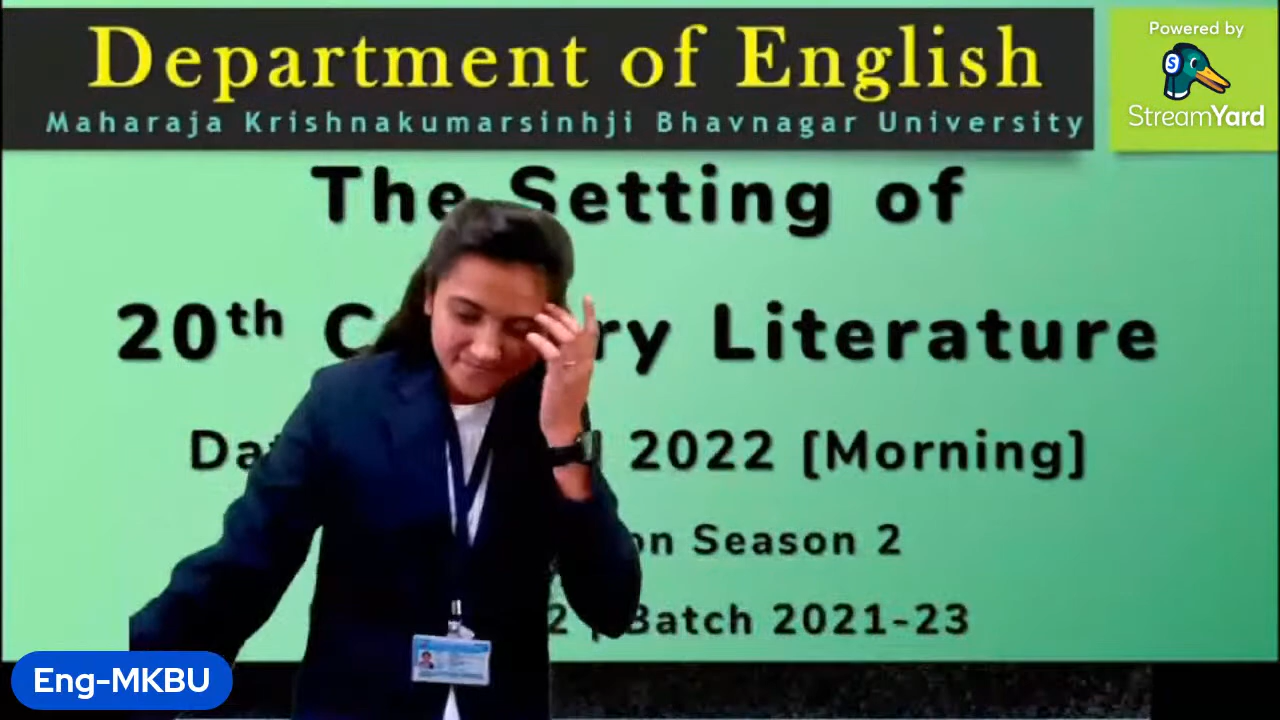 Department of English
Maharaja Krishnakumarsinhji Bhavnagar University
Powered by
StreamYard
The Setting of
20th Literature
2022 [Morning]
Season 2
Batch 2021-23
Eng-MKBU